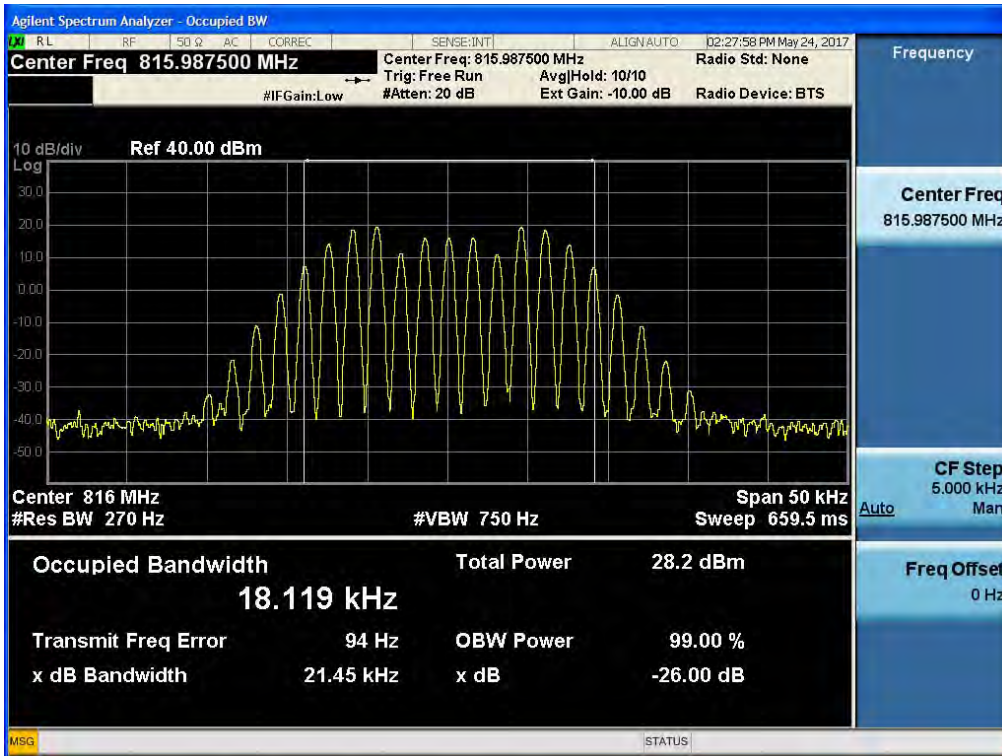 Agilent Spectrum Analyzer - Occupied BW
LXI RL RF 50 Ω AC CORREC SENSE:INT ALIGN AUTO 02:27:58 PM May 24, 2017
Center Freq 815.987500 MHz
Center Freq: 815.987500 MHz Radio Std: None
Trig: Free Run Avg|Hold: 10/10
#IFGain:Low #Atten: 20 dB Ext Gain: -10.00 dB Radio Device: BTS
10 dB/div Ref 40.00 dBm
Log
30.0
20.0
10.0
0.00
-10.0
-20.0
-30.0
-40.0
-50.0
Center 816 MHz Span 50 kHz
#Res BW 270 Hz #VBW 750 Hz Sweep 659.5 ms
Occupied Bandwidth Total Power 28.2 dBm
18.119 kHz
Transmit Freq Error 94 Hz OBW Power 99.00 %
x dB Bandwidth 21.45 kHz x dB -26.00 dB
MSG STATUS
Frequency
Center Freq
815.987500 MHz
CF Step
5.000 kHz
Auto Man
Freq Offset
0 Hz